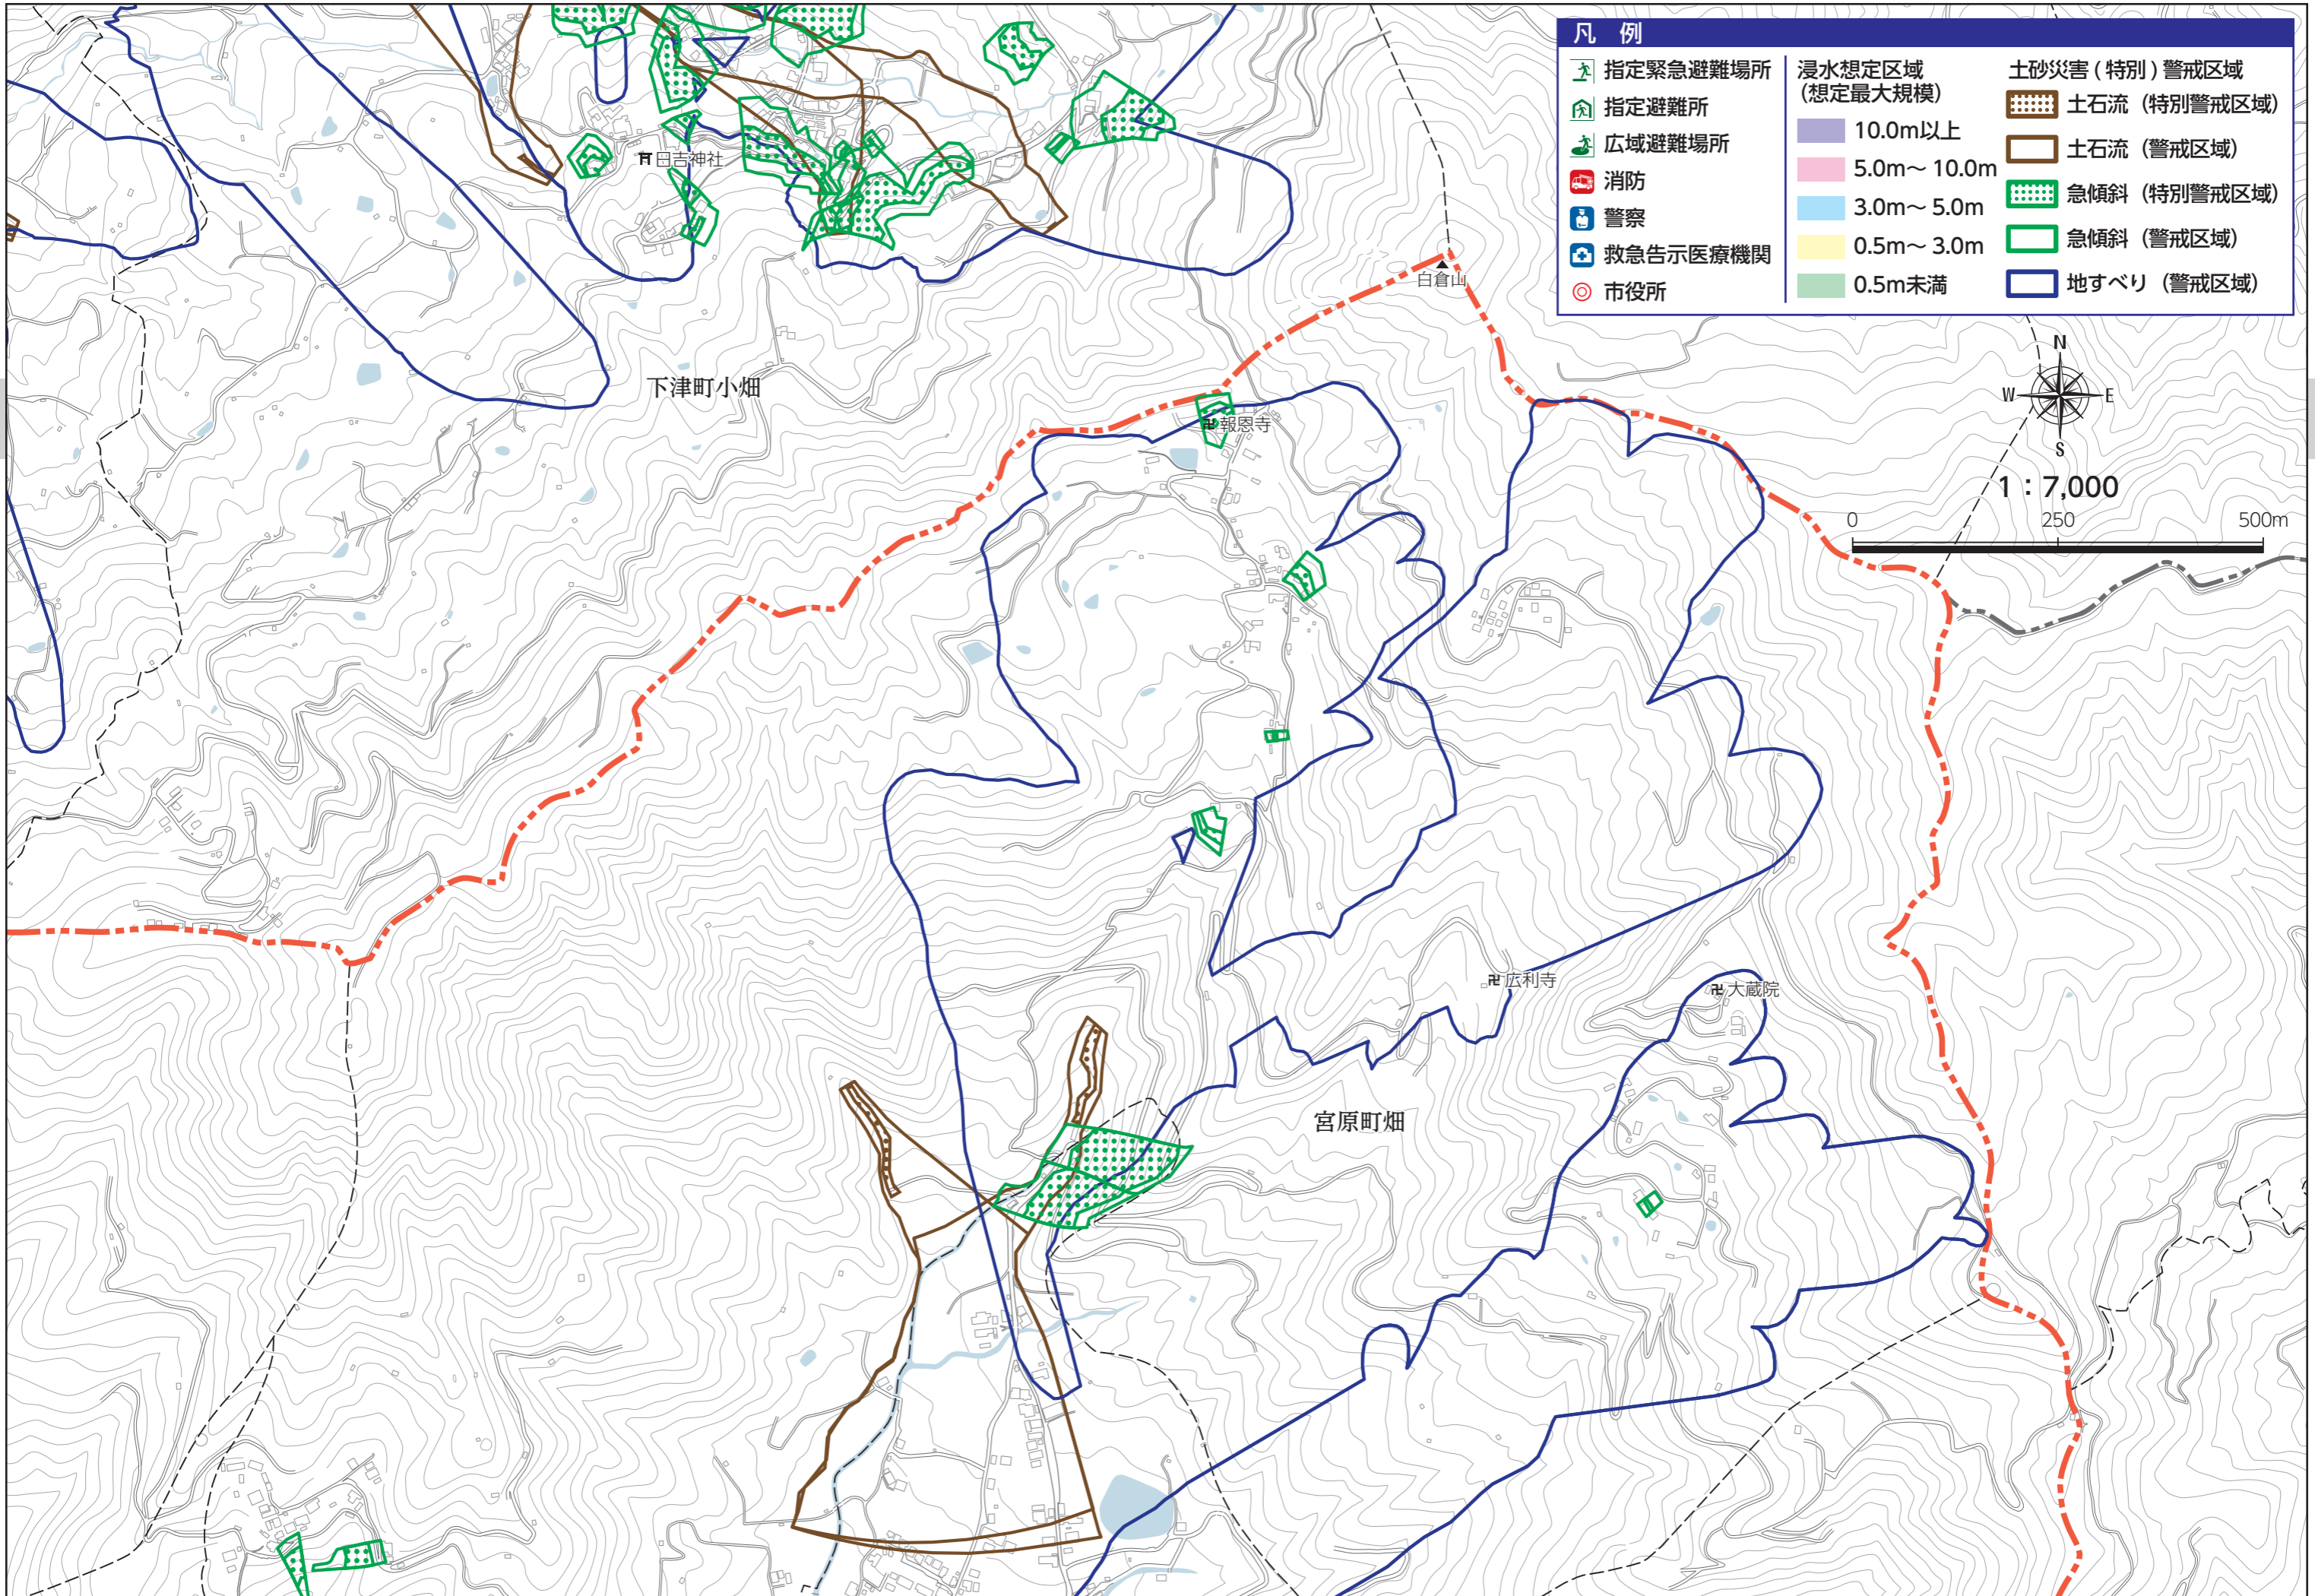 凡 例
指定緊急避難場所
指定避難所
広域避難場所
消防
警察
救急告示医療機関
市役所
浸水想定区域
(想定最大規模)
10.0m以上
5.0m～10.0m
3.0m～5.0m
0.5m～3.0m
0.5m未満
土砂災害(特別)警戒区域
土石流（特別警戒区域）
土石流（警戒区域）
急傾斜（特別警戒区域）
急傾斜（警戒区域）
地すべり（警戒区域）
日吉神社
白倉山
N
W E
S
1：7,000
0 250 500m
下津町小畑
報恩寺
広利寺
大蔵院
宮原町畑